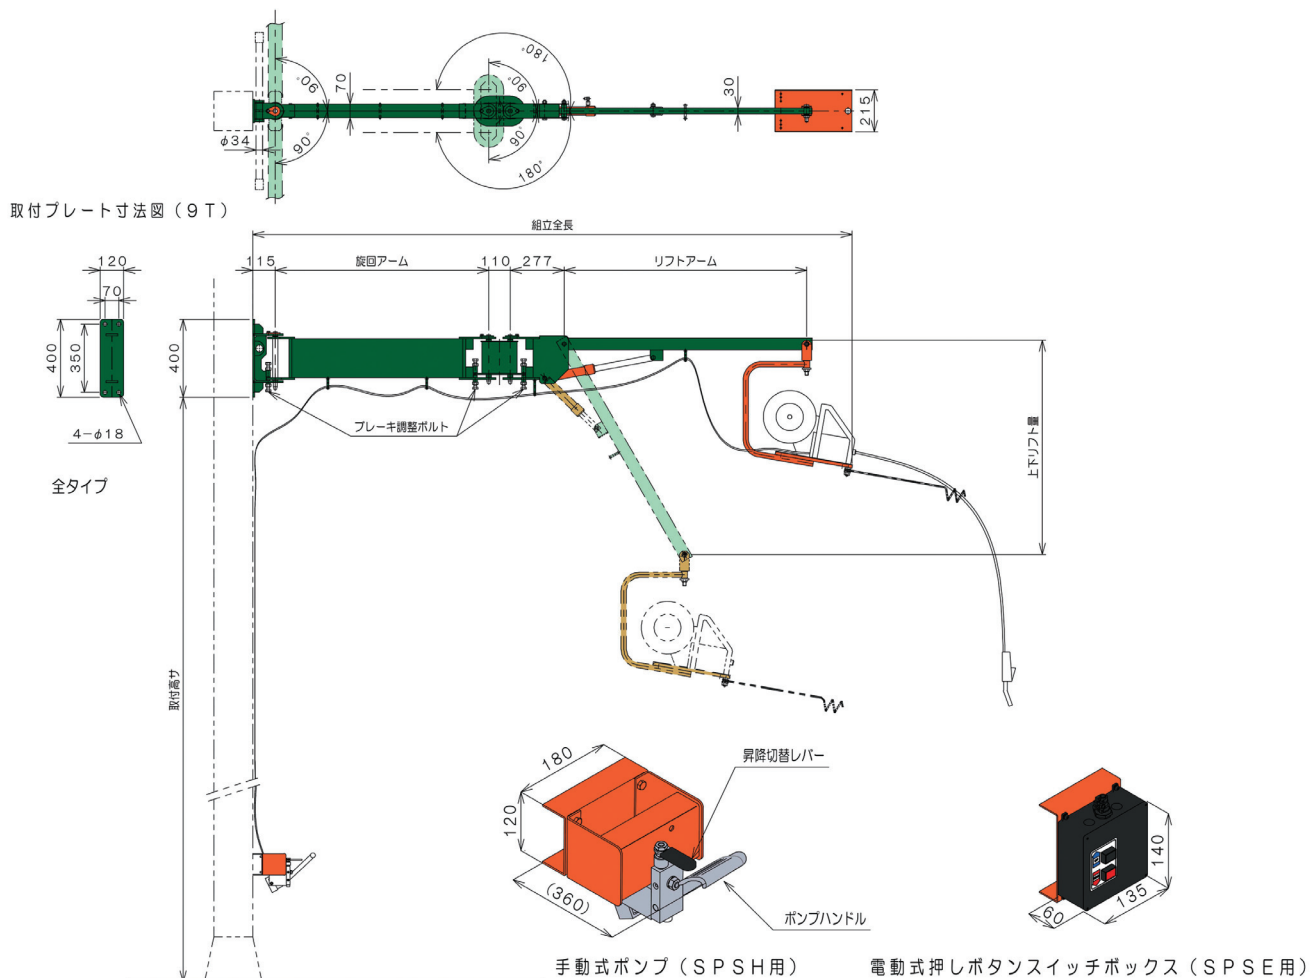 180°
90°
70
90°
30
215
φ34
90°
180°
取付プレート寸法図（9T）
組立全長
120
115
旋回アーム
110
277
リフトアーム
70
400
350
400
4-φ18
ブレーキ調整ボルト
上下リフト量
全タイプ
取付高サ
180
昇降切替レバー
120
140
(360)
ポンプハンドル
60
135
手動式ポンプ（SPSH用）
電動式押しボタンスイッチボックス（SPSE用）